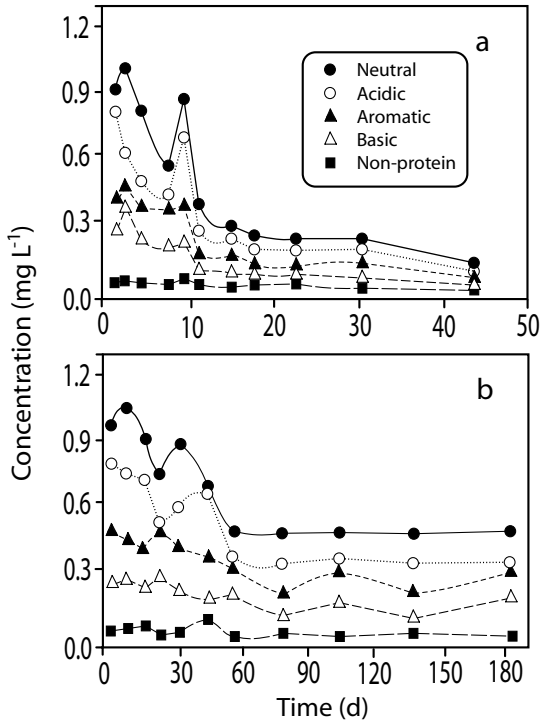 1.2
0.9
0.6
0.3
0.0
a
Neutral
Acidic
Aromatic
Basic
Non-protein
0 10 20 30 40 50
Concentration (mg L⁻¹)
1.2
0.9
0.6
0.3
0.0
b
0 30 60 90 120 150 180
Time (d)